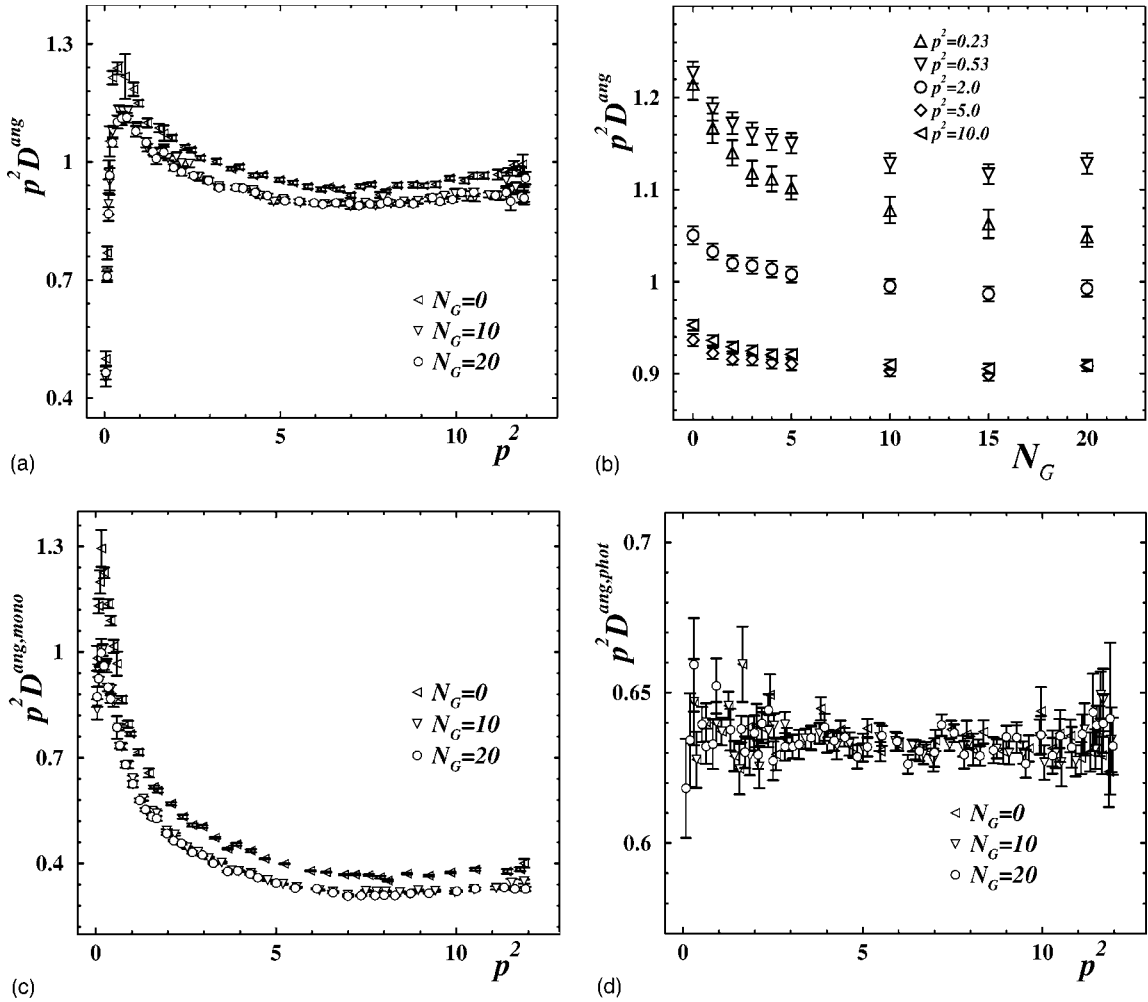 1.3
1
0.7
0.4
p²Dᵃⁿᵍ
N_G=0
N_G=10
N_G=20
0 5 10
p²
(a)
p²=0.23
p²=0.53
p²=2.0
p²=5.0
p²=10.0
1.2
1.1
1
0.9
p²Dᵃⁿᵍ
0 5 10 15 20
N_G
(b)
1.3
1
0.7
0.4
p²D^ang,mono
N_G=0
N_G=10
N_G=20
0 5 10
p²
(c)
0.7
0.65
0.6
p²D^ang,phot
N_G=0
N_G=10
N_G=20
0 5 10
p²
(d)